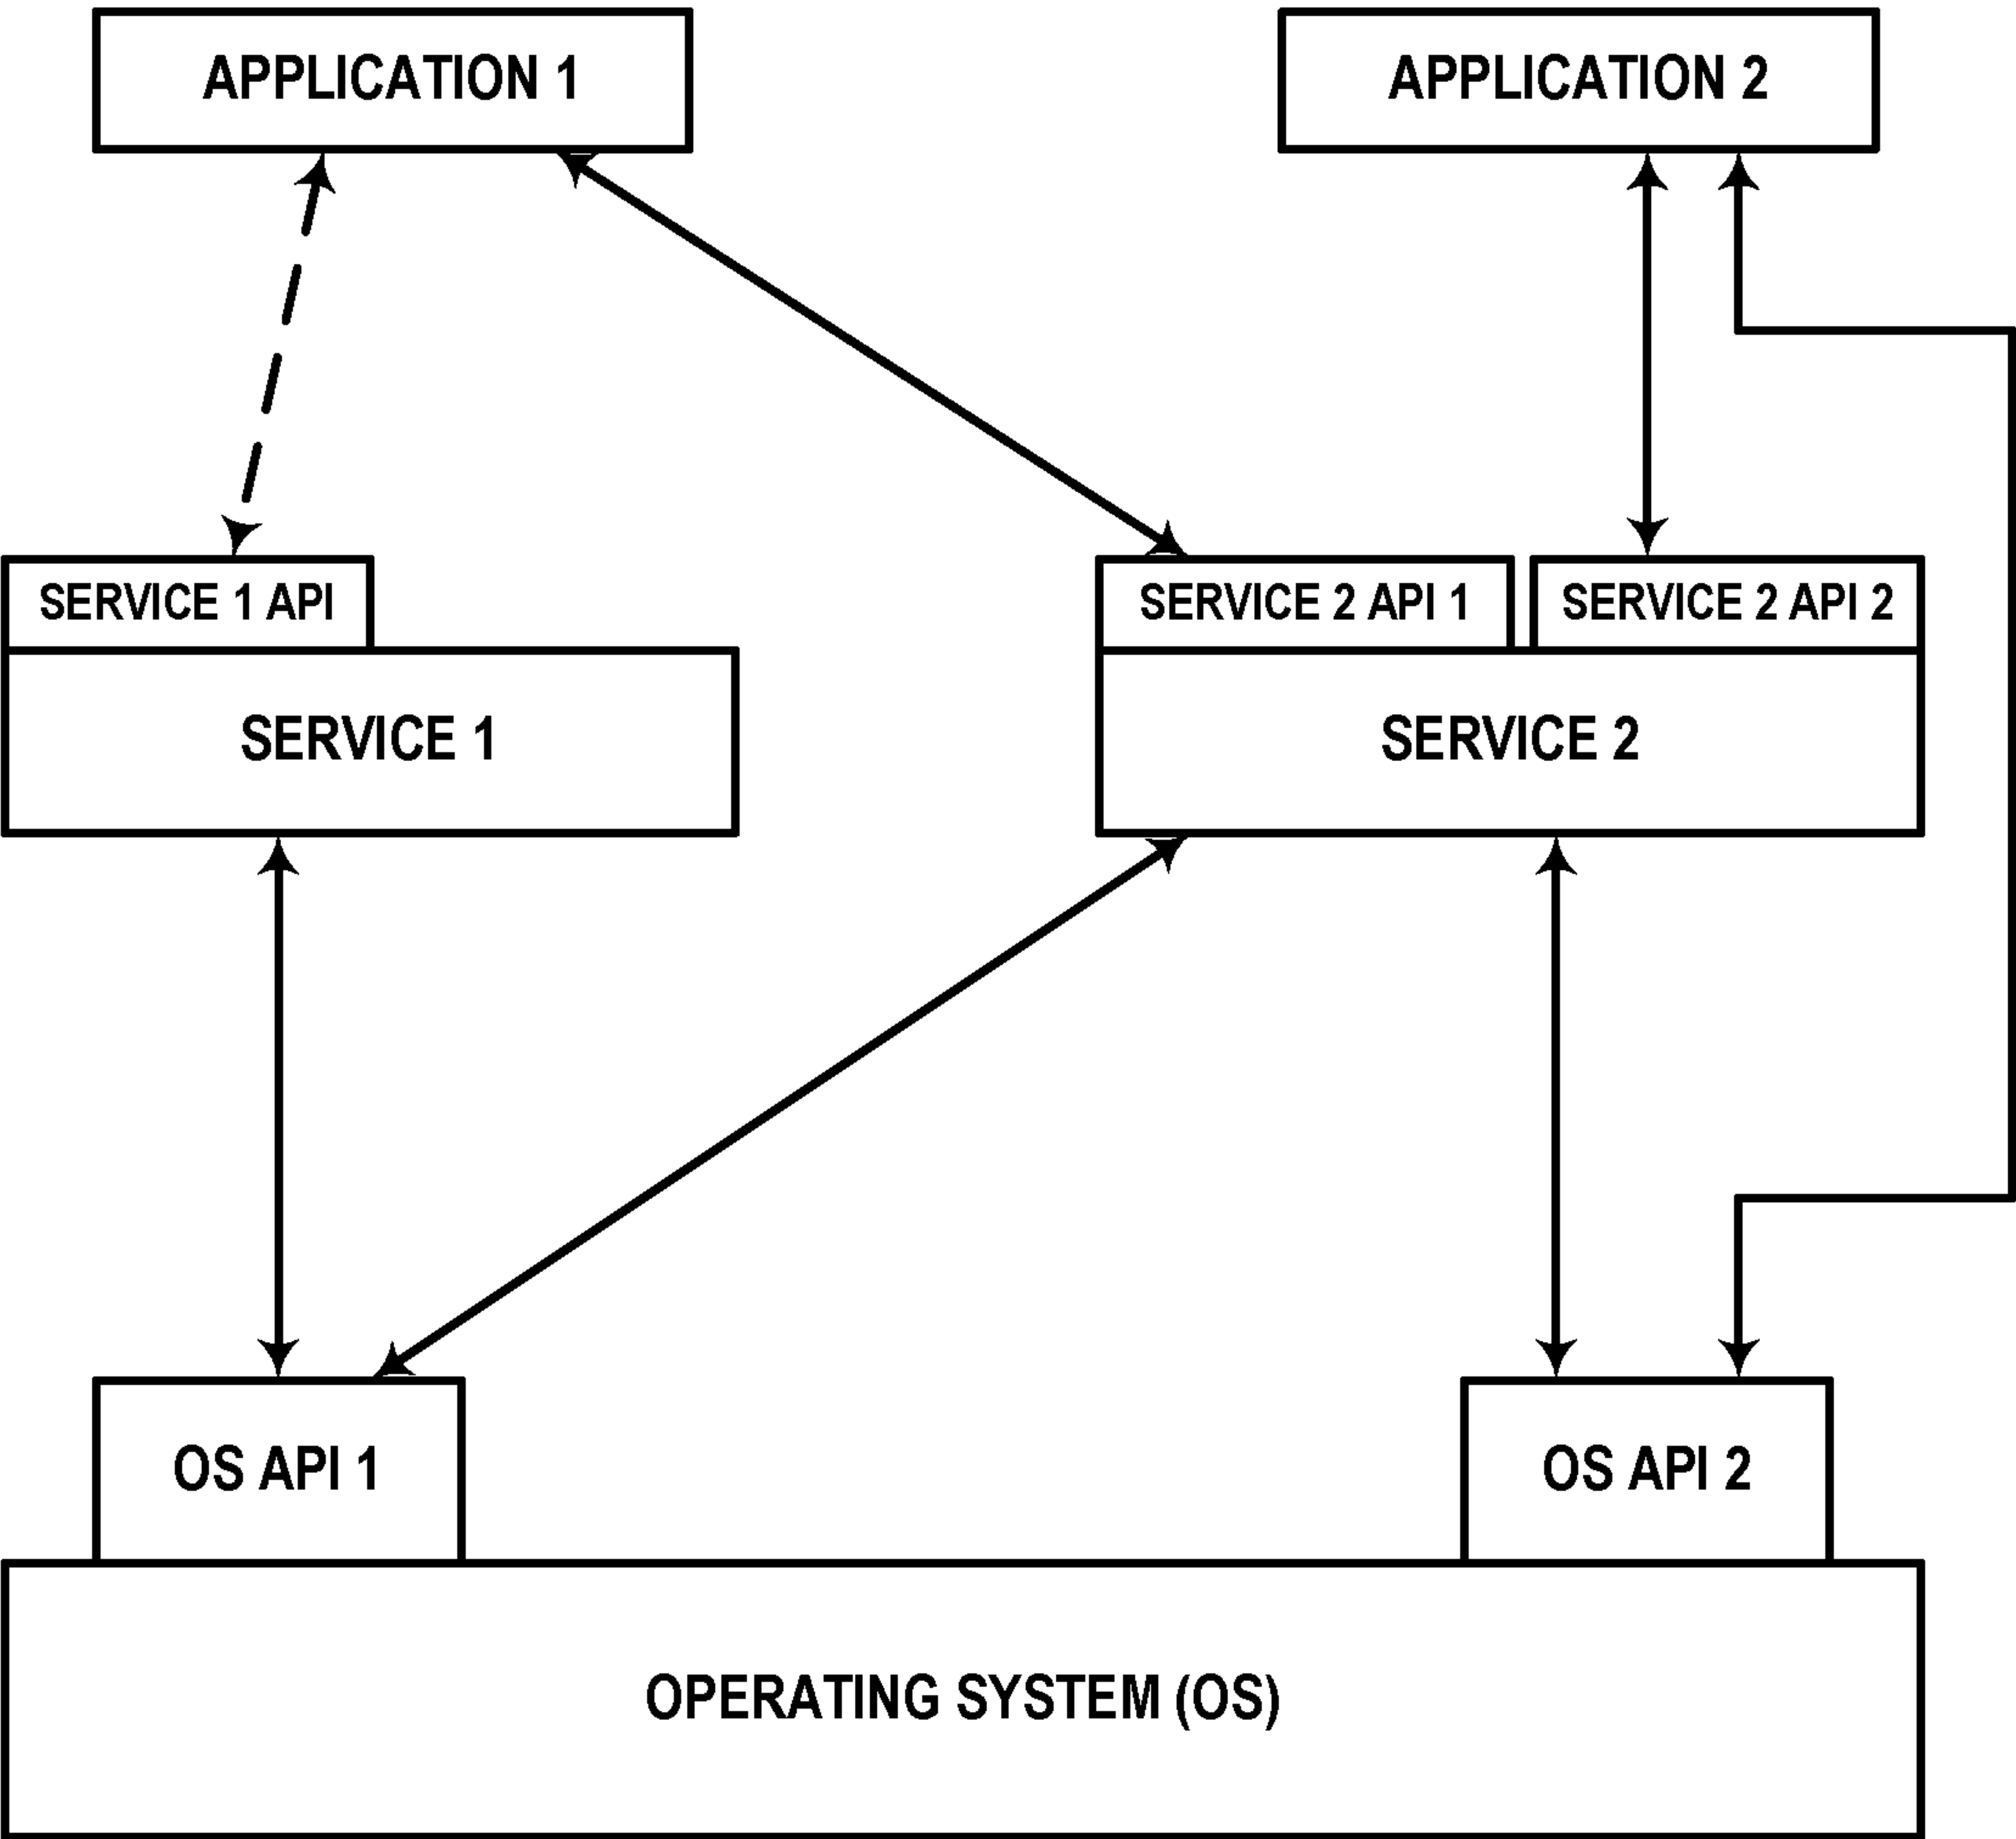 APPLICATION 1
APPLICATION 2
SERVICE 1 API
SERVICE 2 API 1
SERVICE 2 API 2
SERVICE 1
SERVICE 2
OS API 1
OS API 2
OPERATING SYSTEM (OS)